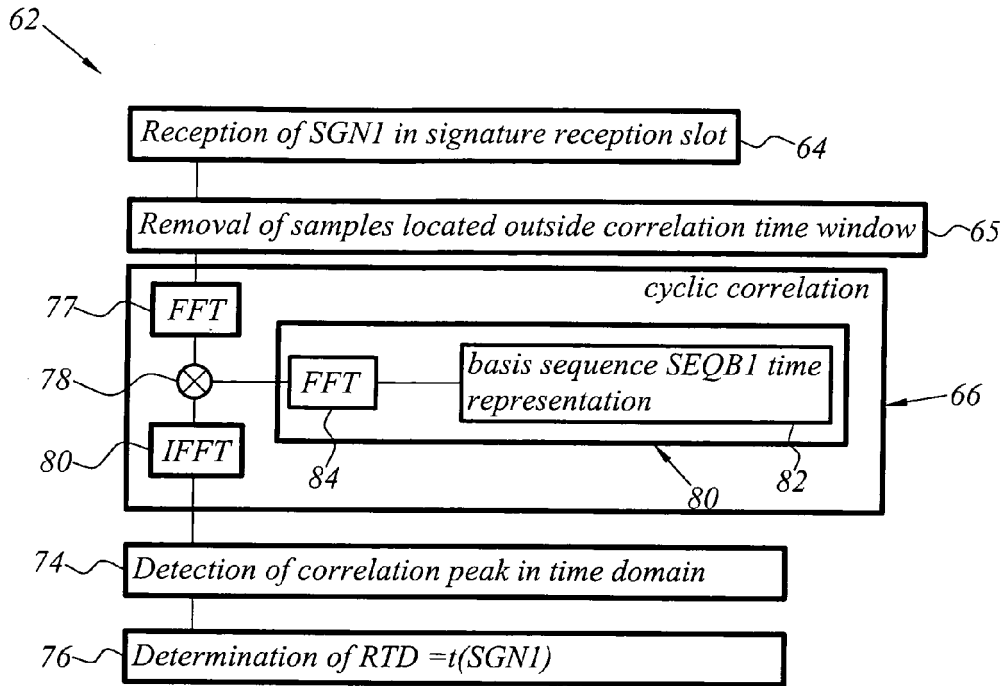 62
Reception of SGN1 in signature reception slot
64
Removal of samples located outside correlation time window
65
cyclic correlation
77
FFT
78
FFT
basis sequence SEQB1 time
representation
66
80
IFFT
84
80
82
74
Detection of correlation peak in time domain
76
Determination of RTD =t(SGN1)